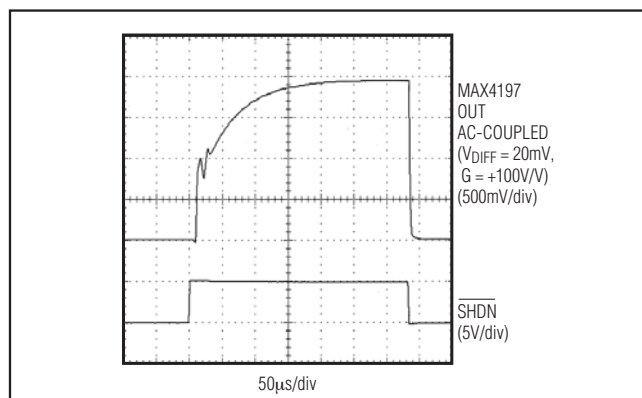 MAX4197
OUT
AC-COUPLED
(VDIFF = 20mV,
G = +100V/V)
(500mV/div)
SHDN
(5V/div)
50µs/div